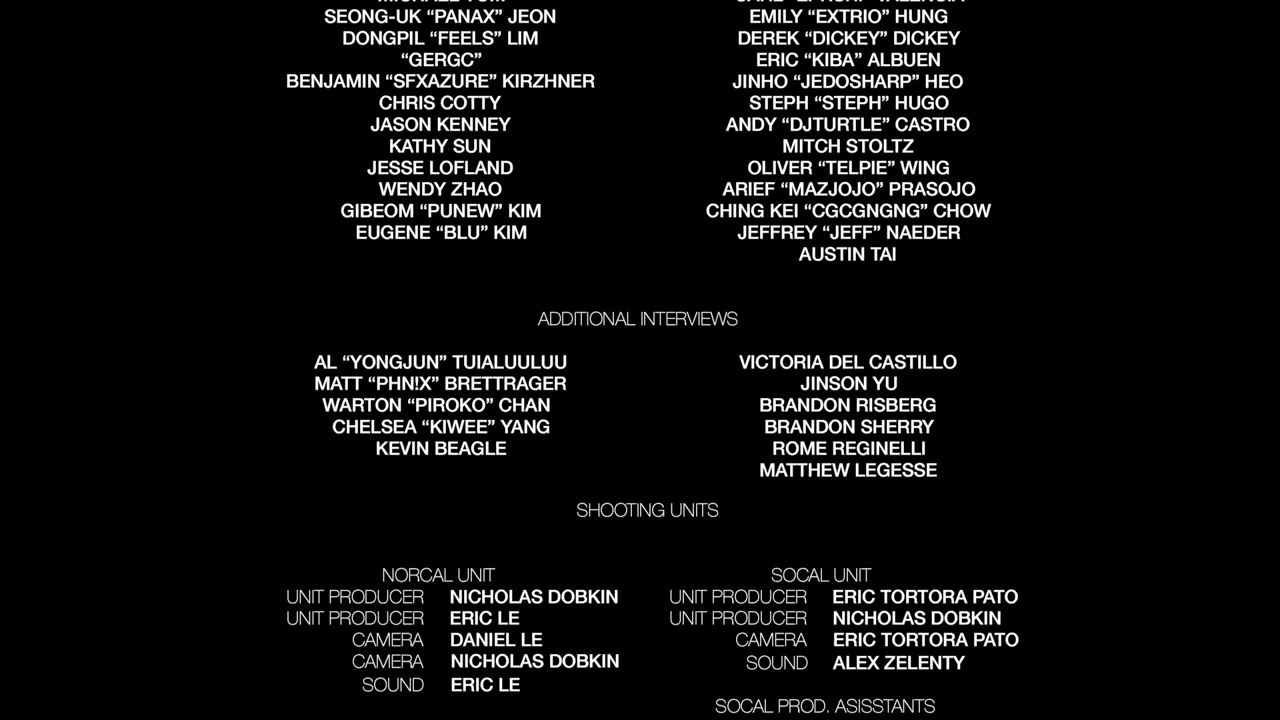 SEONG-UK “PANAX” JEON
DONGPIL “FEELS” LIM
“GERGC”
BENJAMIN “SFXAZURE” KIRZHNER
CHRIS COTTY
JASON KENNEY
KATHY SUN
JESSE LOFLAND
WENDY ZHAO
GIBEOM “PUNEW” KIM
EUGENE “BLU” KIM
EMILY “EXTRIO” HUNG
DEREK “DICKEY” DICKEY
ERIC “KIBA” ALBUEN
JINHO “JEDOSHARP” HEO
STEPH “STEPH” HUGO
ANDY “DJTURTLE” CASTRO
MITCH STOLTZ
OLIVER “TELPIE” WING
ARIEF “MAZJOJO” PRASOJO
CHING KEI “CGCGNGNG” CHOW
JEFFREY “JEFF” NAEDER
AUSTIN TAI
ADDITIONAL INTERVIEWS
AL “YONGJUN” TUIALUULUU
MATT “PHN!X” BRETTRAGER
WARTON “PIROKO” CHAN
CHELSEA “KIWEE” YANG
KEVIN BEAGLE
VICTORIA DEL CASTILLO
JINSON YU
BRANDON RISBERG
BRANDON SHERRY
ROME REGINELLI
MATTHEW LEGESSE
SHOOTING UNITS
NORCAL UNIT
UNIT PRODUCER NICHOLAS DOBKIN
UNIT PRODUCER ERIC LE
CAMERA DANIEL LE
CAMERA NICHOLAS DOBKIN
SOUND ERIC LE
SOCAL UNIT
UNIT PRODUCER ERIC TORTORA PATO
UNIT PRODUCER NICHOLAS DOBKIN
CAMERA ERIC TORTORA PATO
SOUND ALEX ZELENTY
SOCAL PROD. ASISSTANTS